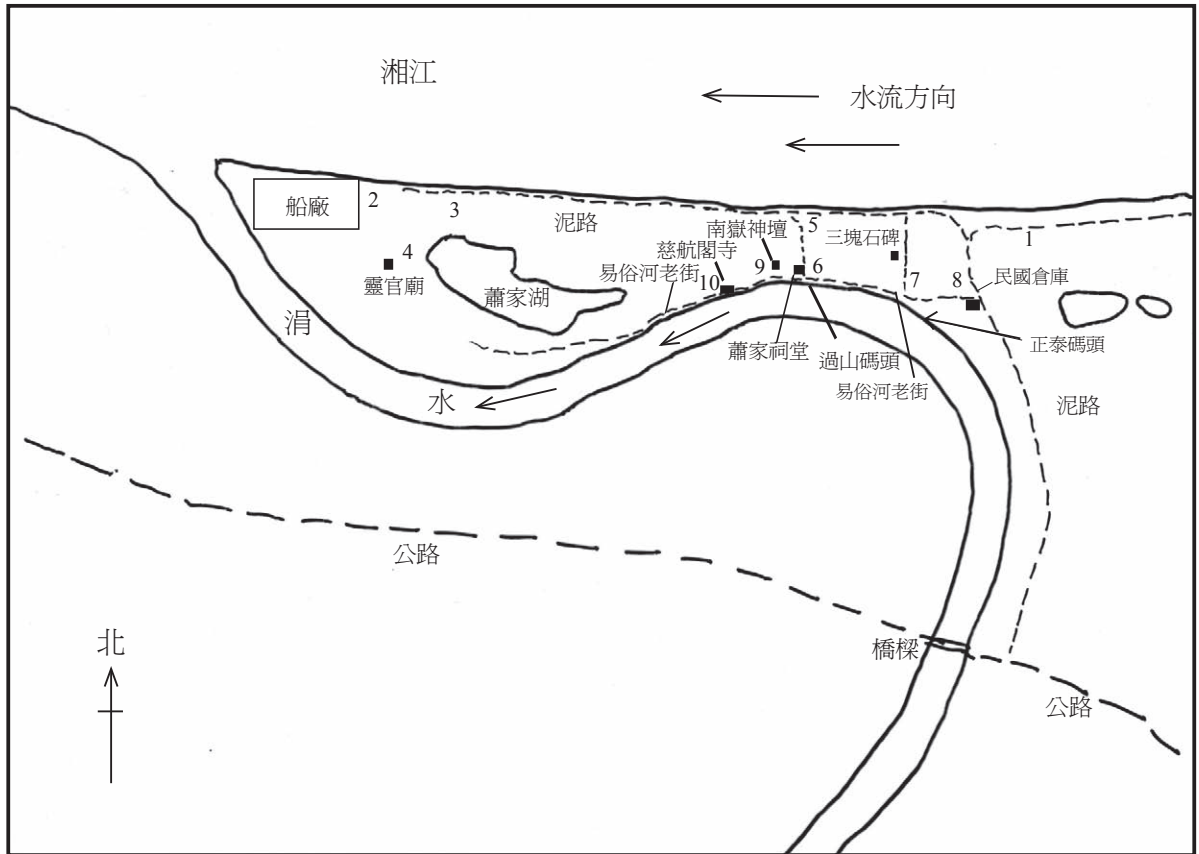 湘江
水流方向
船廠
2
3
泥路
5
南嶽神壇
三塊石碑
1
慈航閣寺
4
靈官廟
易俗河老街
蕭家湖
9
6
10
7
8
民國倉庫
涓
水
蕭家祠堂
過山碼頭
易俗河老街
正泰碼頭
泥路
公路
北
橋樑
公路